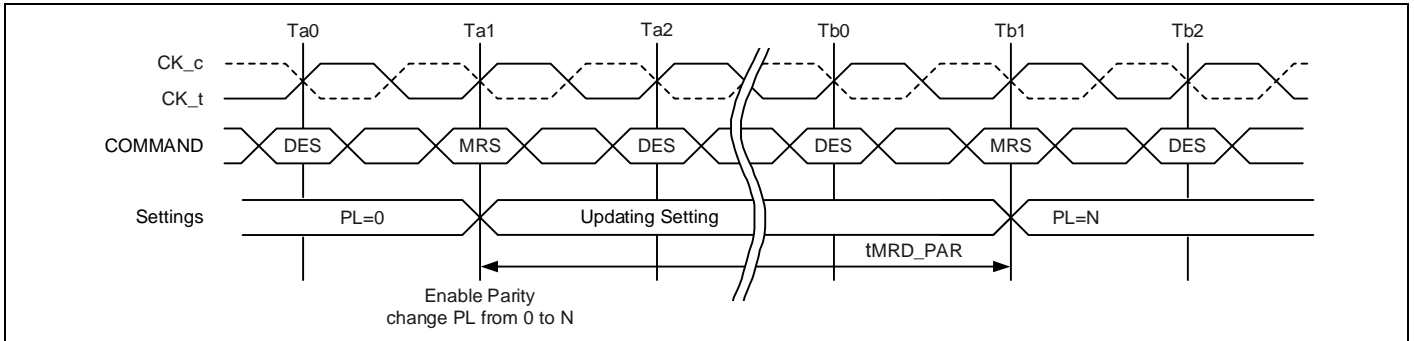 Ta0 Ta1 Ta2 Tb0 Tb1 Tb2
CK_c
CK_t
COMMAND DES MRS DES DES MRS DES
Settings PL=0 Updating Setting PL=N
tMRD_PAR
Enable Parity
change PL from 0 to N